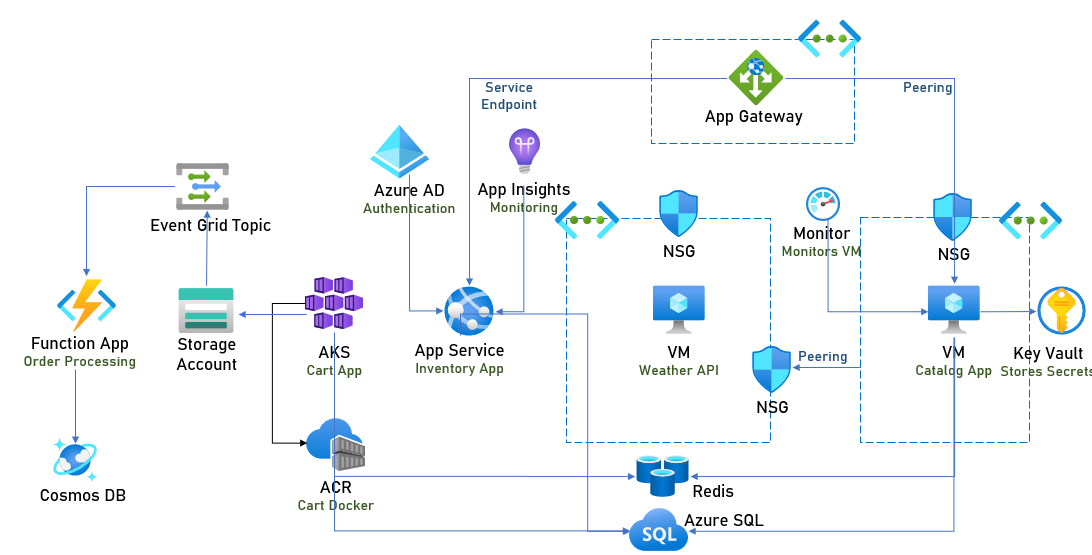 App Gateway
Service
Endpoint
Peering
Azure AD
Authentication
App Insights
Monitoring
Event Grid Topic
NSG
Monitor
Monitors VM
NSG
Function App
Order Processing
Storage
Account
AKS
Cart App
App Service
Inventory App
VM
Weather API
Peering
NSG
VM
Catalog App
Key Vault
Stores Secrets
Cosmos DB
ACR
Cart Docker
Redis
Azure SQL
SQL